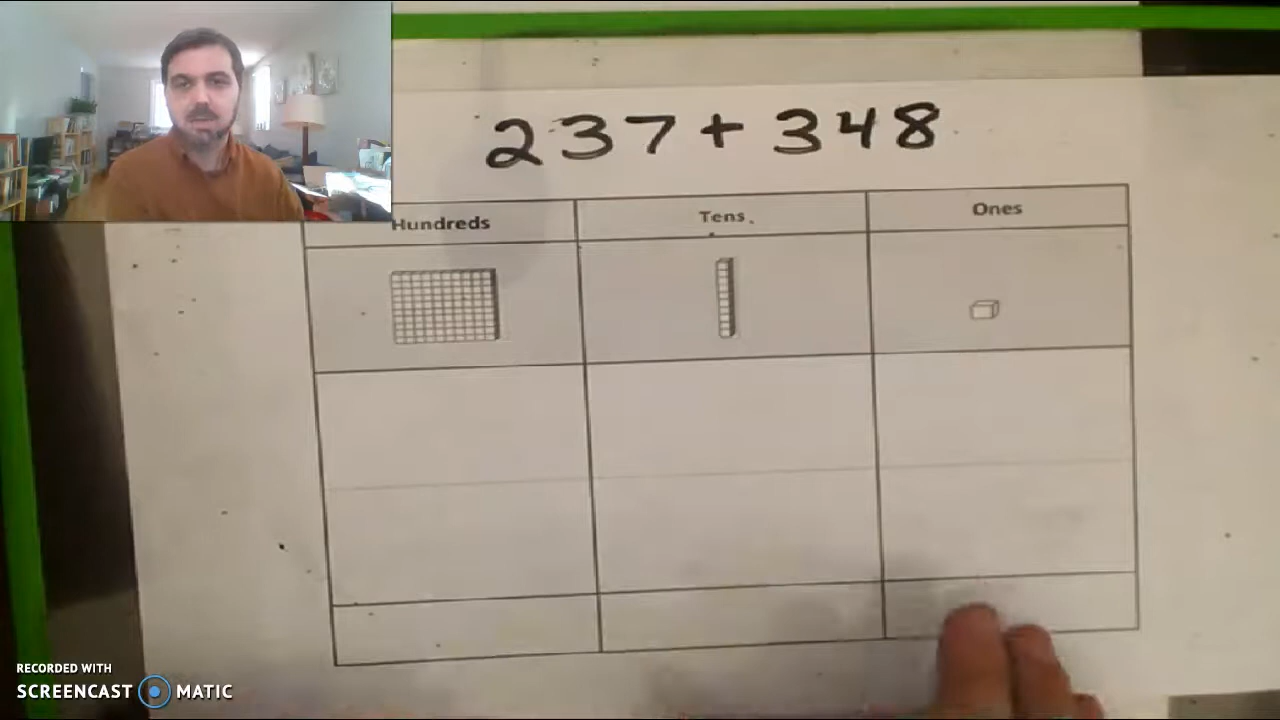 237 + 348
Hundreds Tens Ones
RECORDED WITH
SCREENCAST MATIC